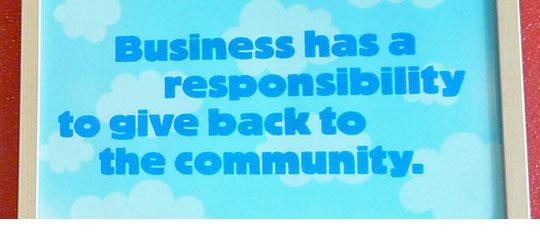 Business has a
responsibility
to give back to
the community.